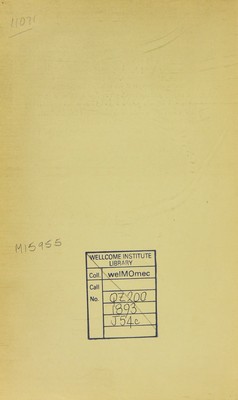 11031
M15955
WELLCOME INSTITUTE
LIBRARY
Coll. welMOmec
Call
No. QZ200
1893
J54c